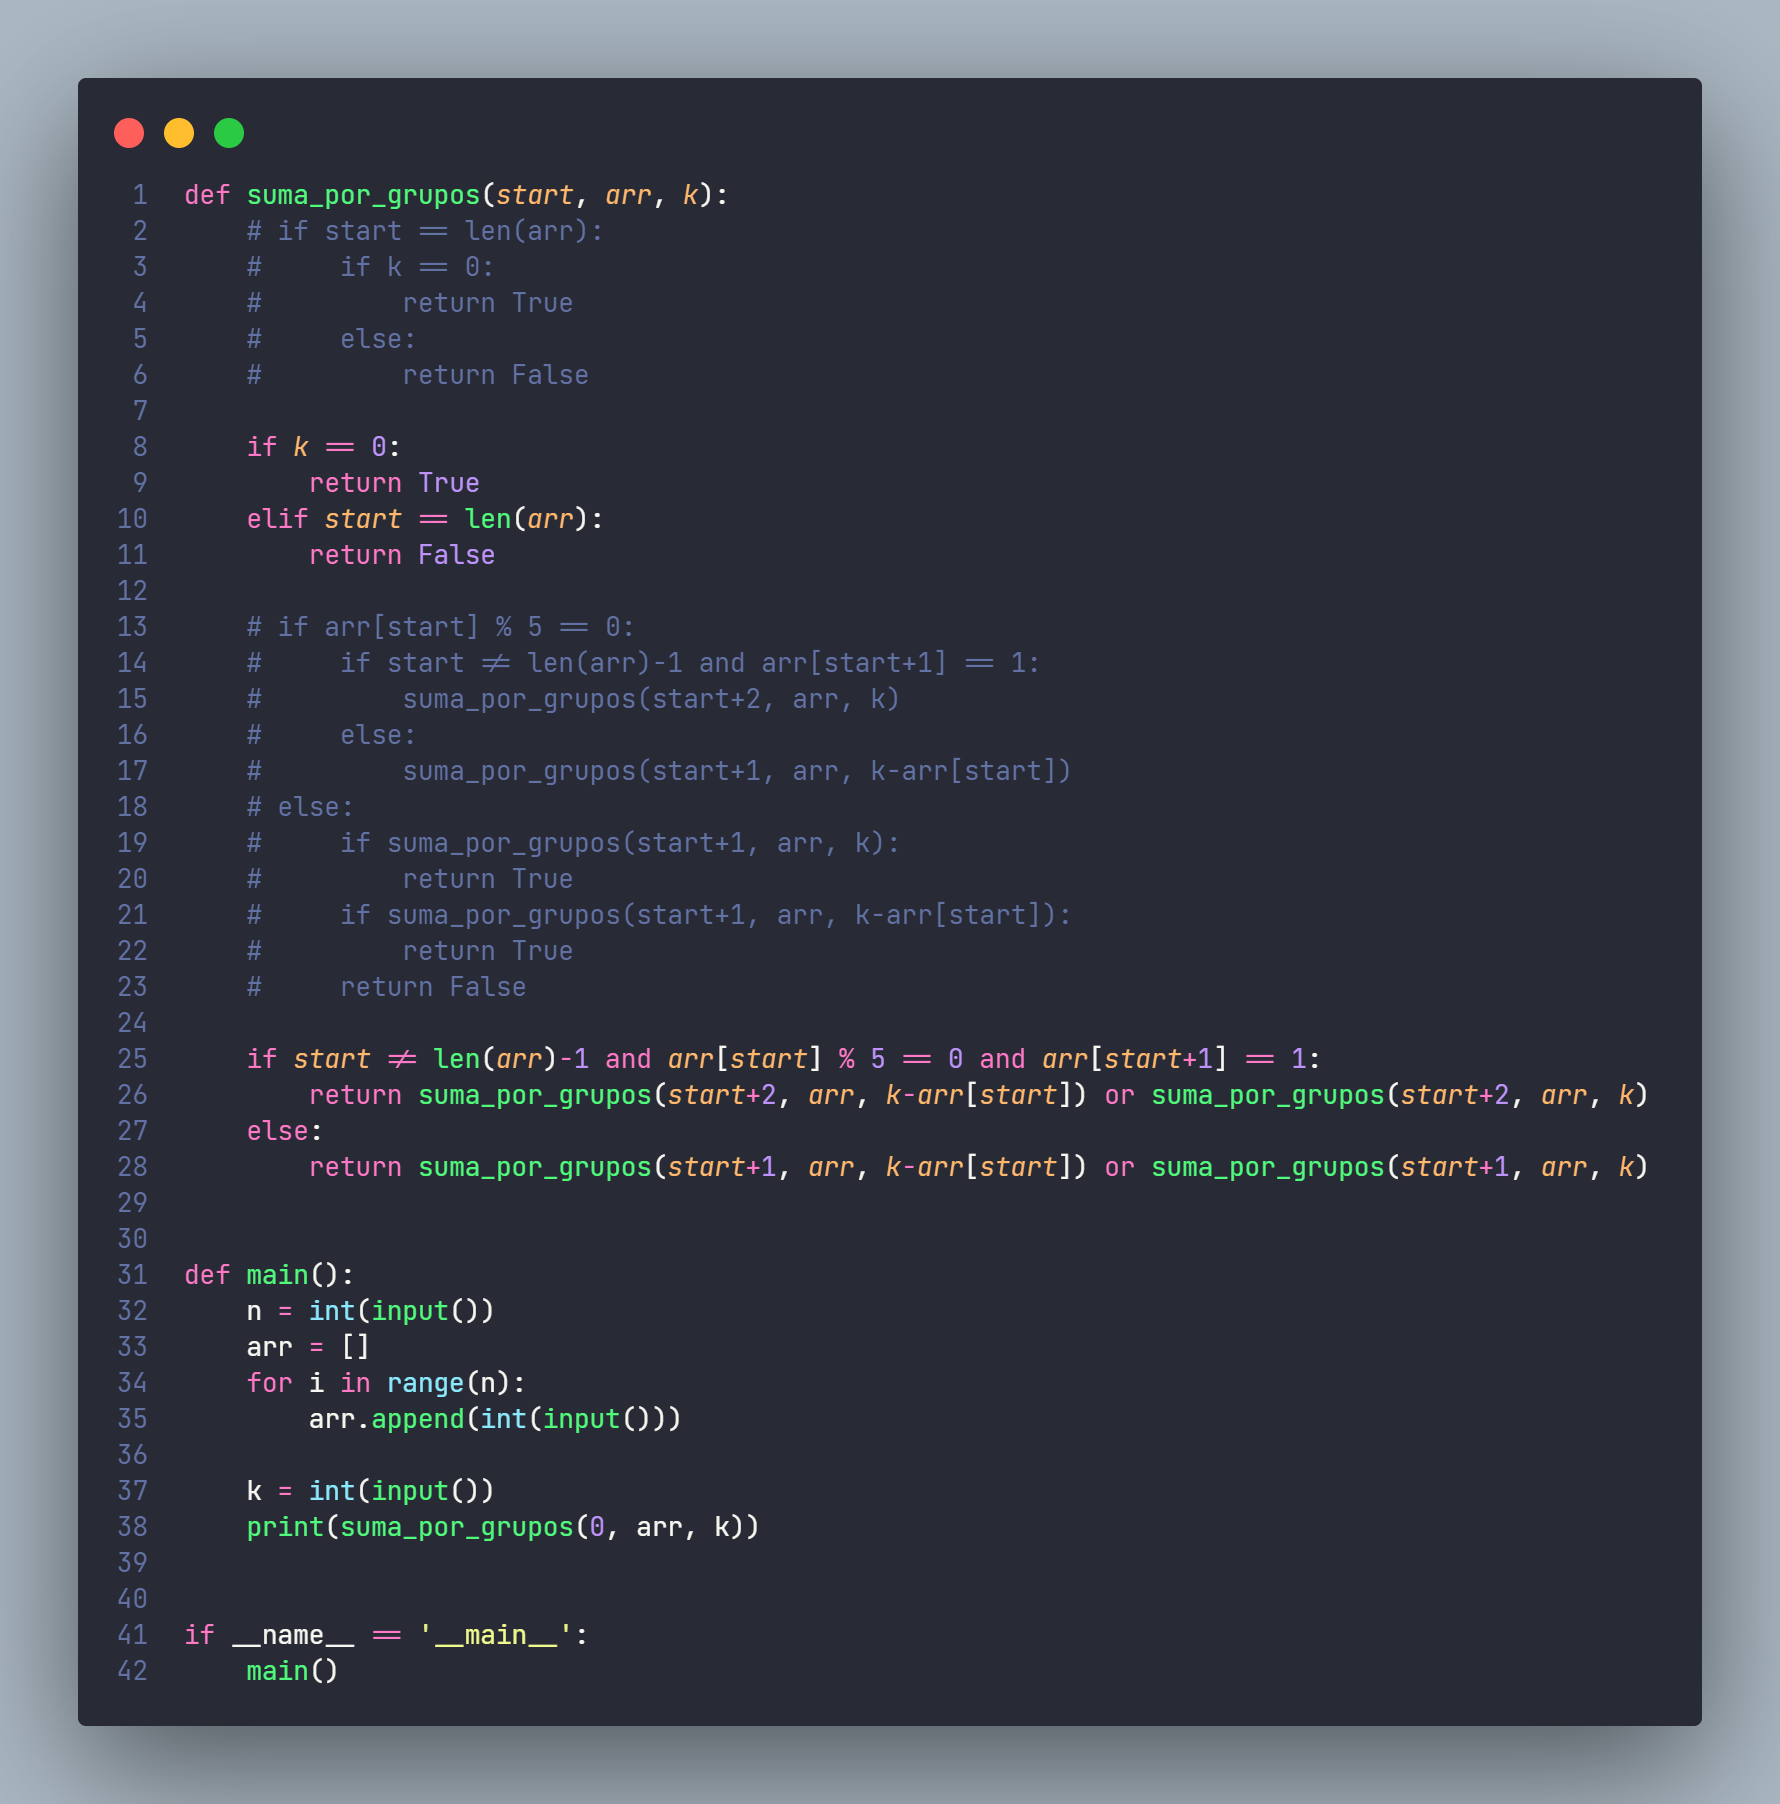 1 def suma_por_grupos(start, arr, k):
2     # if start == len(arr):
3     #     if k == 0:
4     #         return True
5     #     else:
6     #         return False
7
8     if k == 0:
9         return True
10     elif start == len(arr):
11         return False
12
13     # if arr[start] % 5 == 0:
14     #     if start != len(arr)-1 and arr[start+1] == 1:
15     #         suma_por_grupos(start+2, arr, k)
16     #     else:
17     #         suma_por_grupos(start+1, arr, k-arr[start])
18     # else:
19     #     if suma_por_grupos(start+1, arr, k):
20     #         return True
21     #     if suma_por_grupos(start+1, arr, k-arr[start]):
22     #         return True
23     #     return False
24
25     if start != len(arr)-1 and arr[start] % 5 == 0 and arr[start+1] == 1:
26         return suma_por_grupos(start+2, arr, k-arr[start]) or suma_por_grupos(start+2, arr, k)
27     else:
28         return suma_por_grupos(start+1, arr, k-arr[start]) or suma_por_grupos(start+1, arr, k)
29
30
31 def main():
32     n = int(input())
33     arr = []
34     for i in range(n):
35         arr.append(int(input()))
36
37     k = int(input())
38     print(suma_por_grupos(0, arr, k))
39
40
41 if __name__ == '__main__':
42     main()